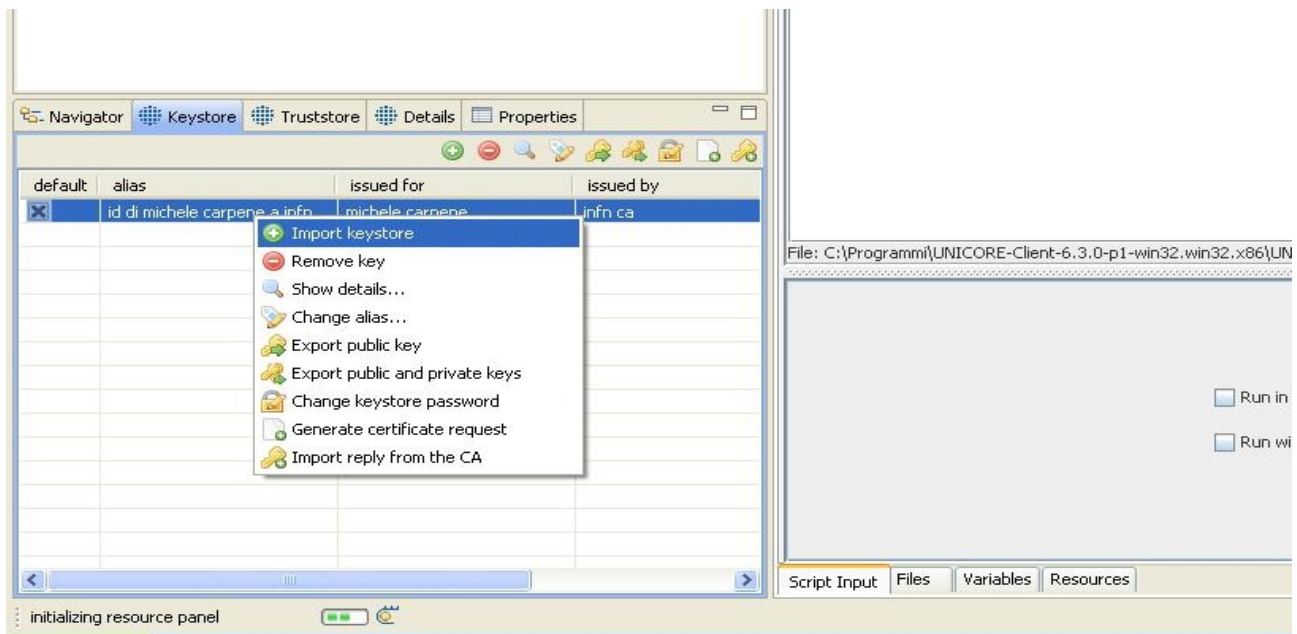 Navigator Keystore Truststore Details Properties
default alias issued for issued by
id di michele carpene a infn michele carpene infn ca
Import keystore
Remove key
Show details...
Change alias...
Export public key
Export public and private keys
Change keystore password
Generate certificate request
Import reply from the CA
File: C:\Programmi\UNICORE-Client-6.3.0-p1-win32.win32.x86\UN
Run in
Run wi
Script Input Files Variables Resources
initializing resource panel